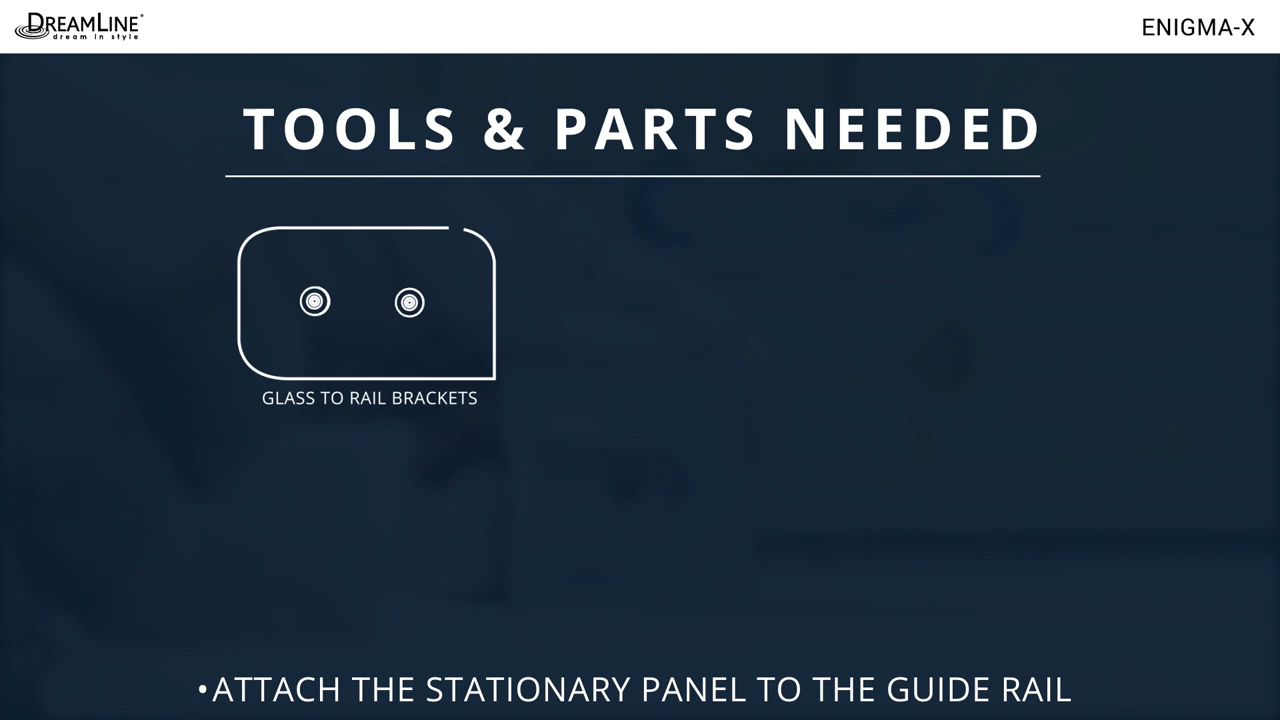 DREAMLINE®
dream in style
ENIGMA-X
TOOLS & PARTS NEEDED
GLASS TO RAIL BRACKETS
•ATTACH THE STATIONARY PANEL TO THE GUIDE RAIL